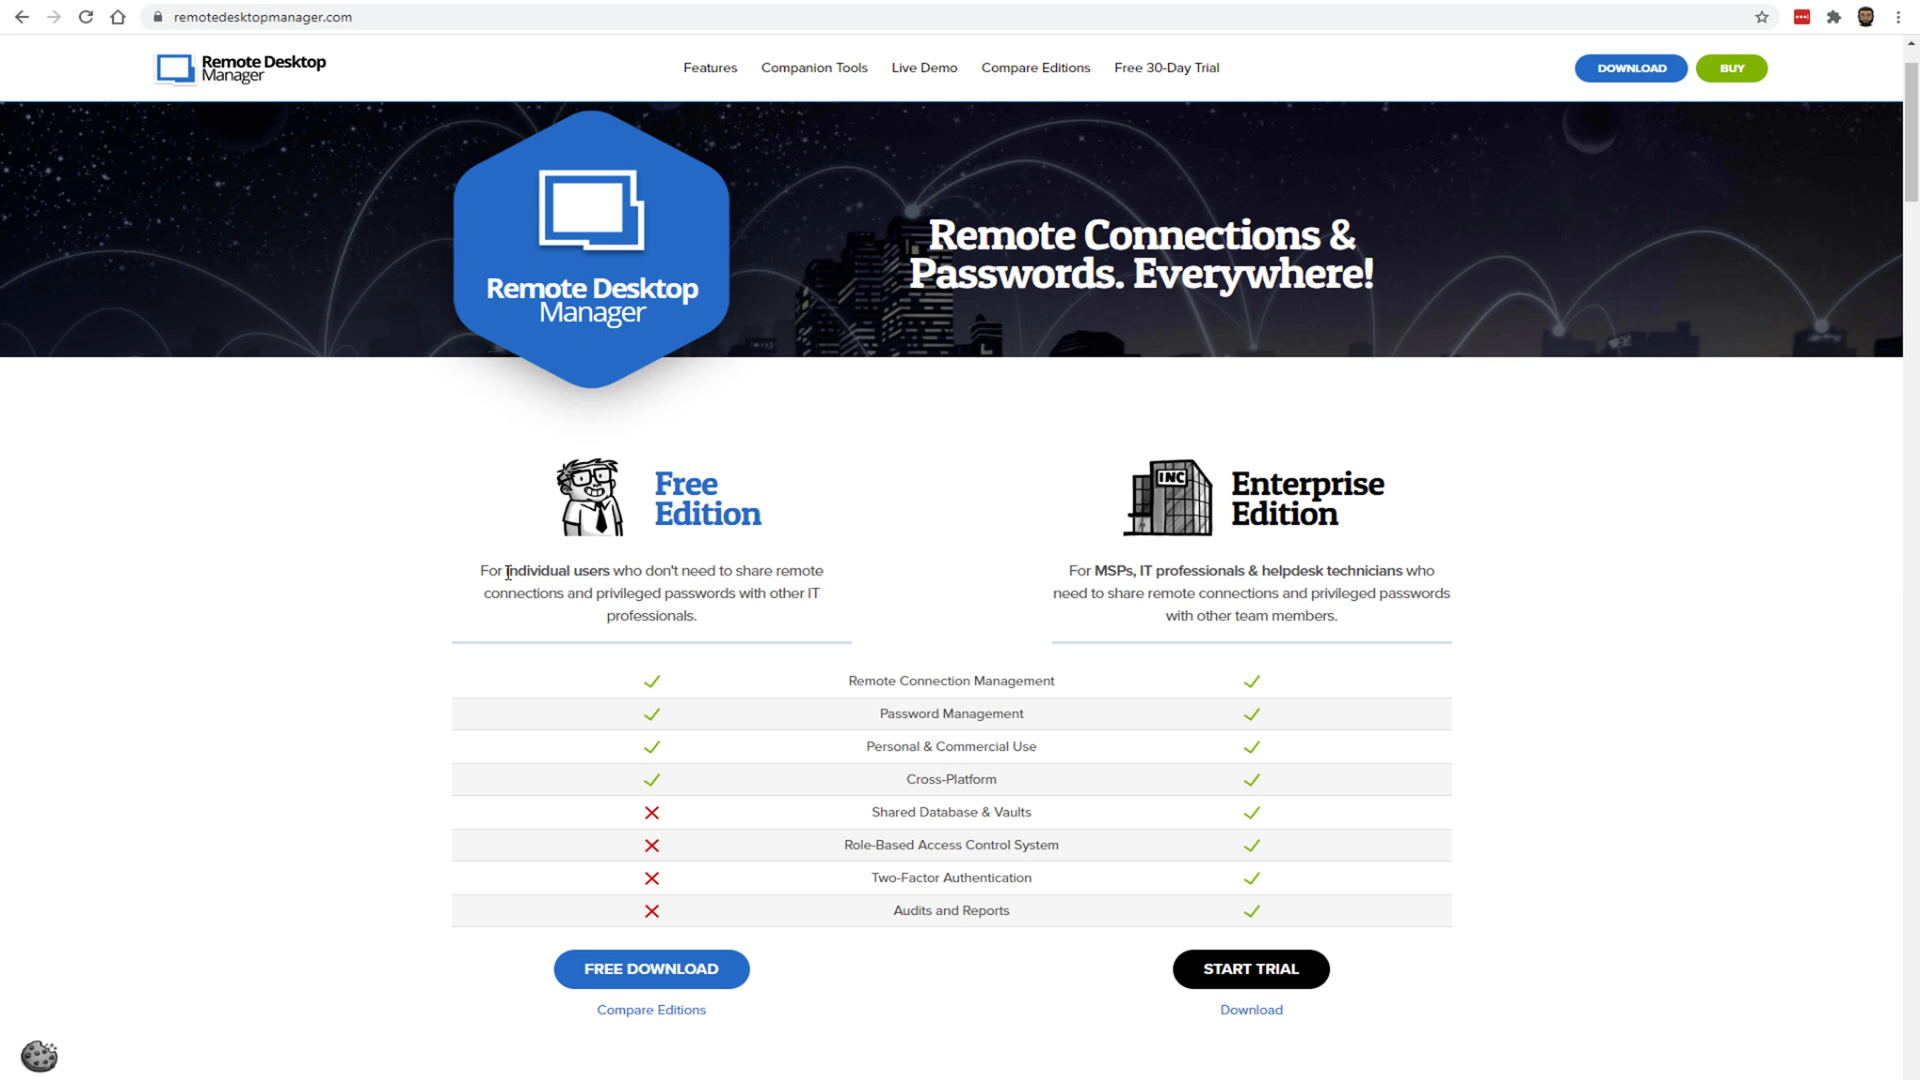 remotedesktopmanager.com
Remote Desktop
Manager
Features
Companion Tools
Live Demo
Compare Editions
Free 30-Day Trial
DOWNLOAD
BUY
Remote Desktop
Manager
Remote Connections &
Passwords. Everywhere!
Free
Edition
For individual users who don't need to share remote
connections and privileged passwords with other IT
professionals.
INC
Enterprise
Edition
For MSPs, IT professionals & helpdesk technicians who
need to share remote connections and privileged passwords
with other team members.
Remote Connection Management
Password Management
Personal & Commercial Use
Cross-Platform
Shared Database & Vaults
Role-Based Access Control System
Two-Factor Authentication
Audits and Reports
FREE DOWNLOAD
Compare Editions
START TRIAL
Download